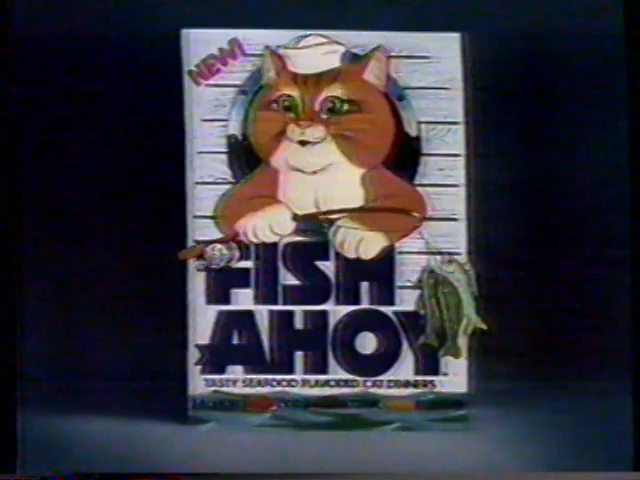 NEW!
FISH
AHOY
TASTY SEAFOOD FLAVORED CAT DINNERS